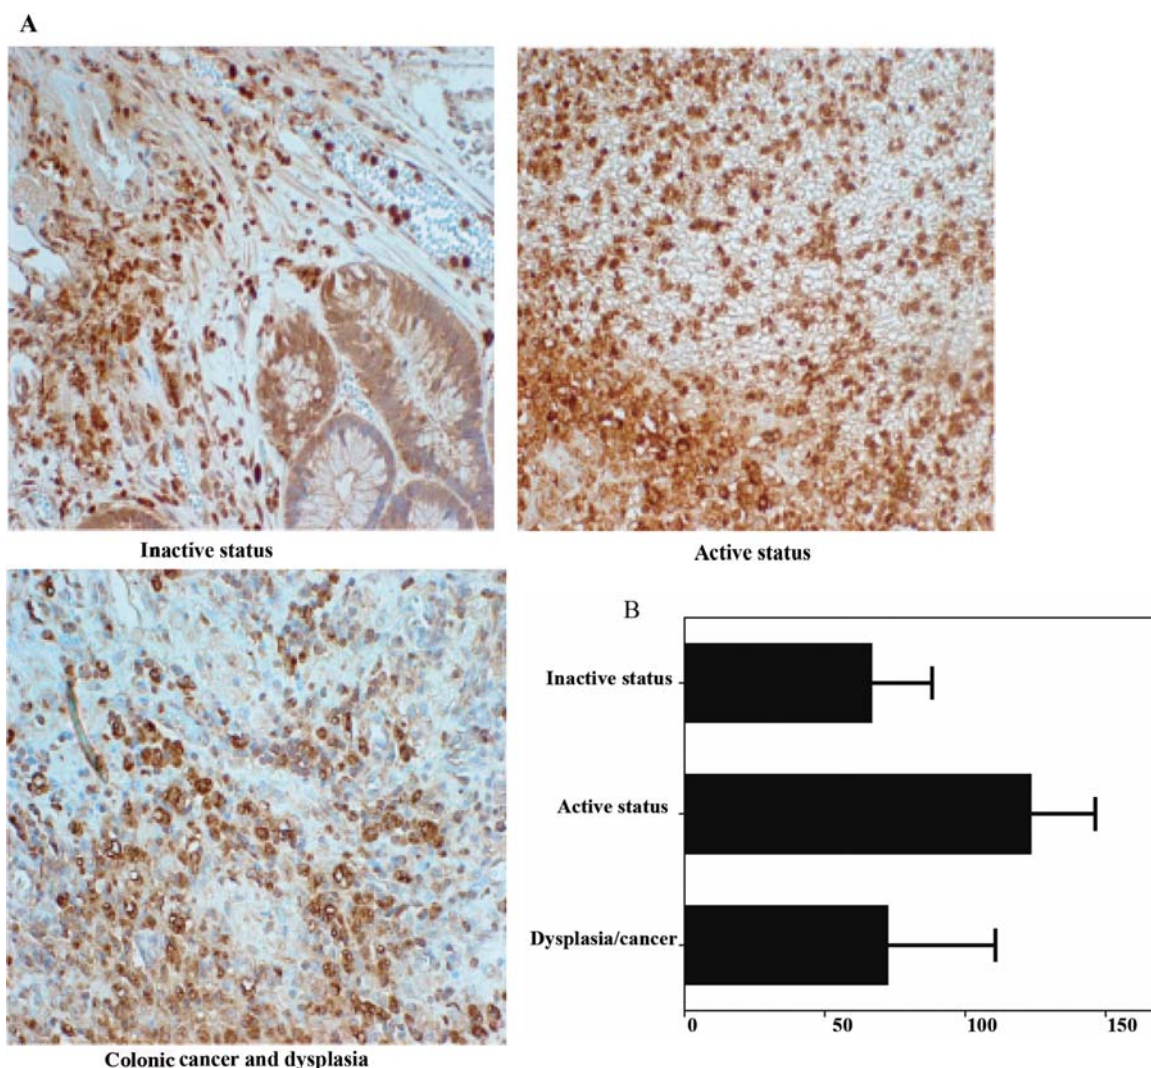 A
Inactive status
Active status
Colonic cancer and dysplasia
B
Inactive status
Active status
Dysplasia/cancer
0 50 100 150